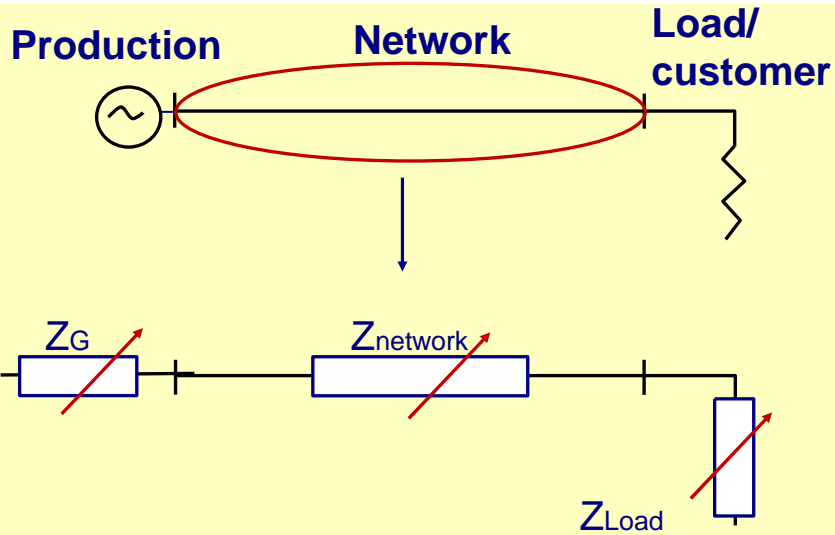 Production
Network
Load/
customer
ZG
Znetwork
ZLoad